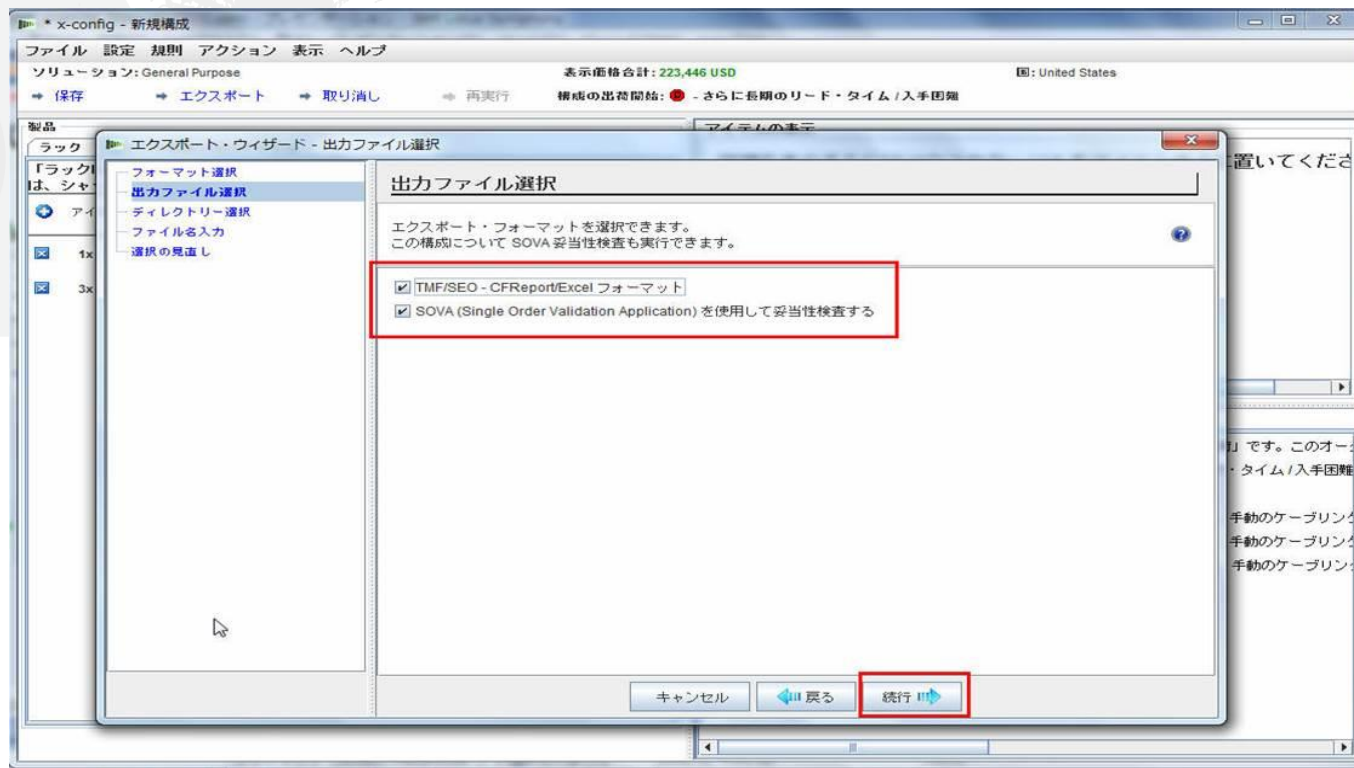 * x-config - 新規構成
ファイル 設定 規則 アクション 表示 ヘルプ
ソリューション: General Purpose
表示価格合計: 223,446 USD
国: United States
保存
エクスポート
取り消し
再実行
構成の出荷開始: - さらに長期のリード・タイム / 入手困難
製品
アイテムの表示
ラック
「ラック
は、シャ
アイ
1x
3x
置いてくださ
エクスポート・ウィザード - 出力ファイル選択
フォーマット選択
出力ファイル選択
ディレクトリー選択
ファイル名入力
選択の見直し
出力ファイル選択
エクスポート・フォーマットを選択できます。
この構成について SOVA 妥当性検査も実行できます。
TMF/SEO - CFReport/Excel フォーマット
SOVA (Single Order Validation Application) を使用して妥当性検査する
キャンセル
戻る
続行
」です。このオー
・タイム / 入手困難
手動のケーブリング
手動のケーブリング
手動のケーブリング